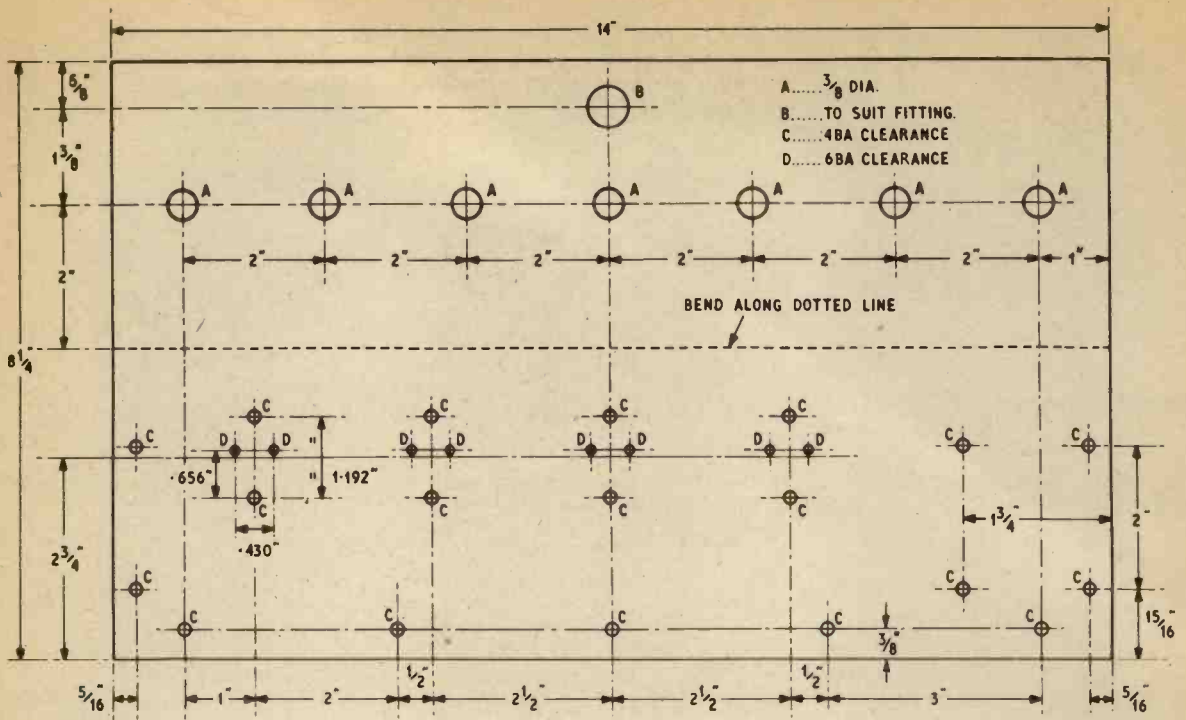 14"
6/8"
B
A......3/8 DIA.
B......TO SUIT FITTING.
C......4BA CLEARANCE
D......6BA CLEARANCE
1 3/8"
A A A A A A A
2"
2" 2" 2" 2" 2" 2" 1"
BEND ALONG DOTTED LINE
8 1/4"
C C C C
C D D D D D D D D C C
·656" " 1·192"
"
C C C C
1 3/4" 2"
·430"
2 3/4"
C C C
C C C C C
3/8" 15/16"
5/16" 1" 2" 1/2" 2 1/2" 2 1/2" 1/2" 3" 5/16"